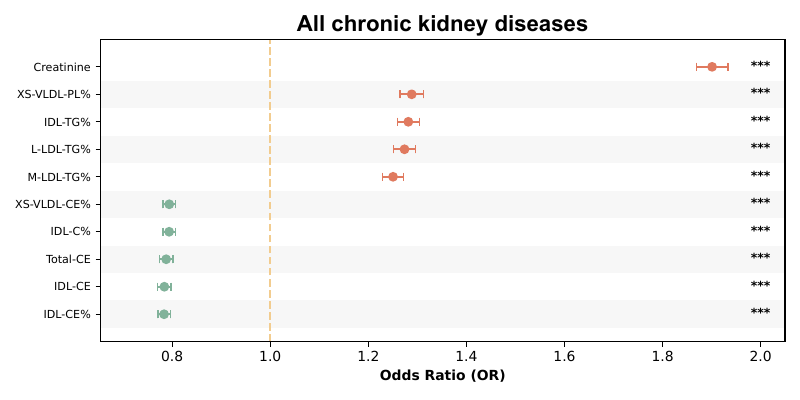 All chronic kidney diseases
Creatinine ***
XS-VLDL-PL% ***
IDL-TG% ***
L-LDL-TG% ***
M-LDL-TG% ***
XS-VLDL-CE% ***
IDL-C% ***
Total-CE ***
IDL-CE ***
IDL-CE% ***
0.8 1.0 1.2 1.4 1.6 1.8 2.0
Odds Ratio (OR)